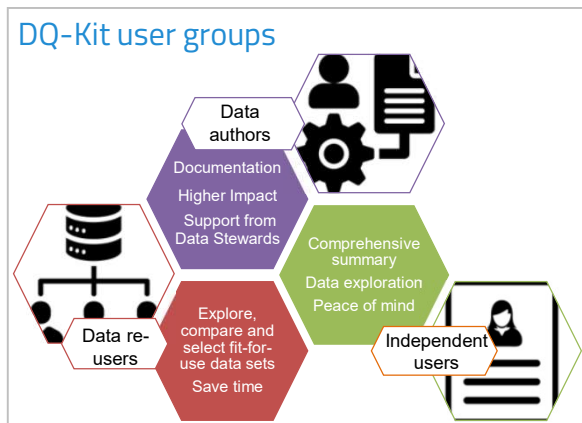 DQ-Kit user groups
Data
authors
Documentation
Higher Impact
Support from
Data Stewards
Comprehensive
summary
Data exploration
Peace of mind
Data re-
users
Explore,
compare and
select fit-for-
use data sets
Save time
Independent
users